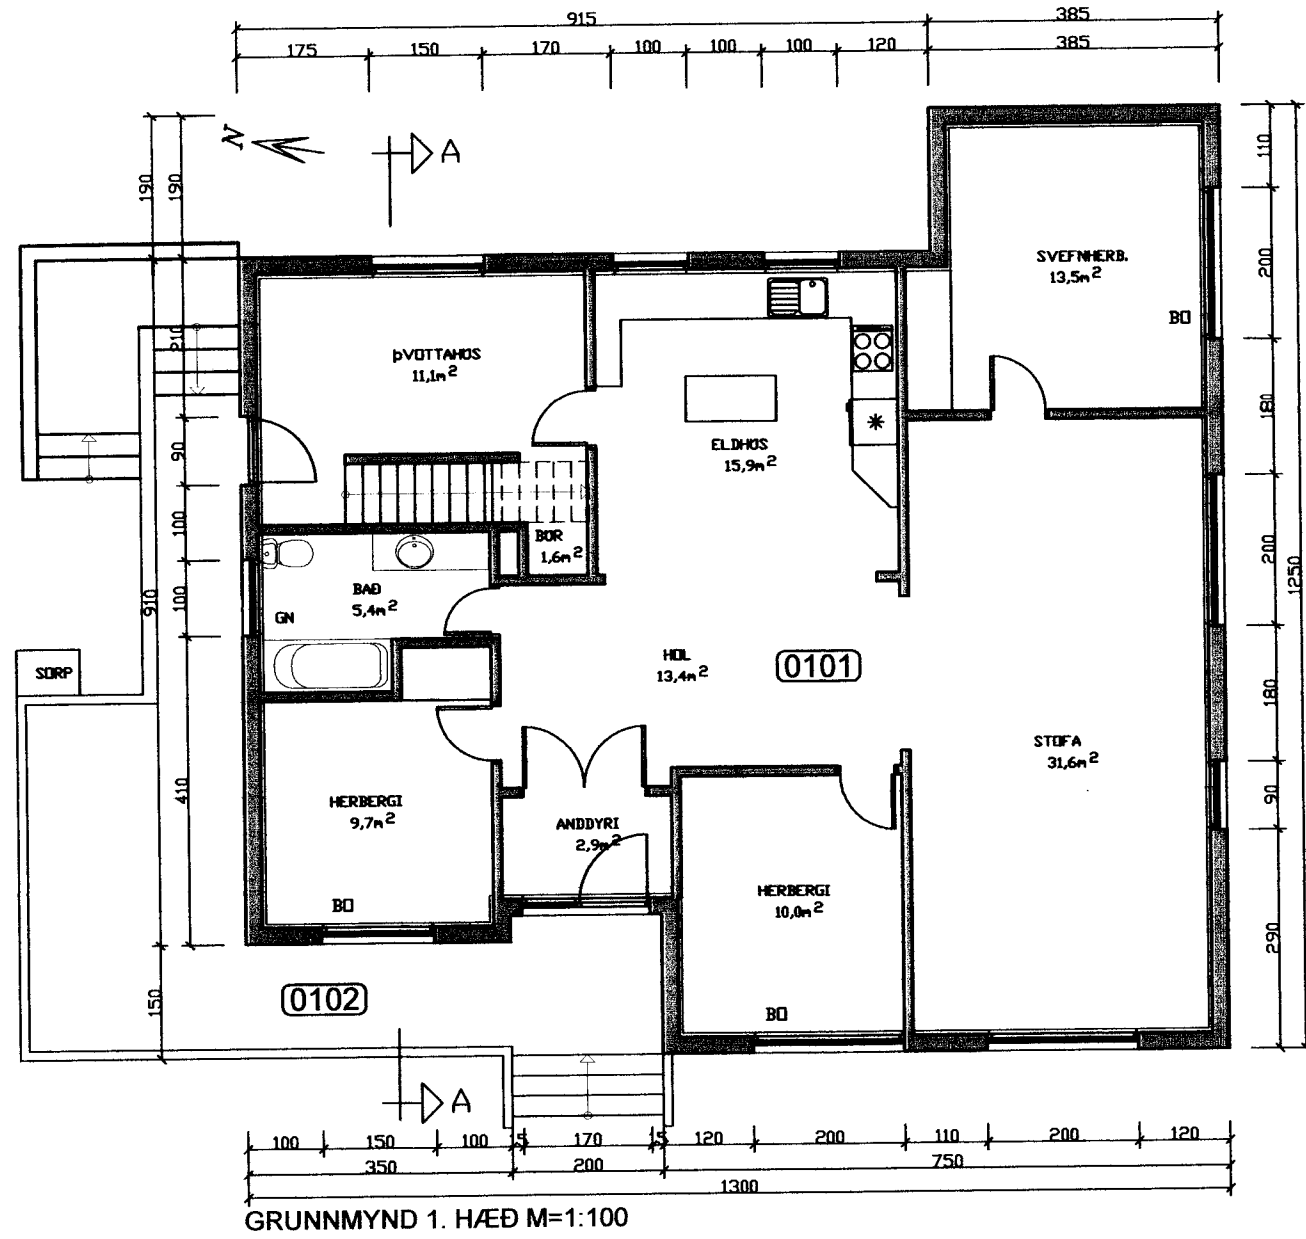 915
385
175 150 170 100 100 100 120 385
N
A
190 190
110
SVEFNHERB.
13,5m²
BO
200
ÞVOTTAHÚS
11,1m²
210
180
ELDHÚS
15,9m²
90
100
BÚR
1,6m²
200
1250
BAÐ
5,4m²
GN
100
910
HOL
13,4m²
0101
SORP
180
STOFA
31,6m²
HERBERGI
9,7m²
410
ANDDYRI
2,9m²
90
HERBERGI
10,0m²
BO
290
0102
150
BO
A
100 150 100 15 170 15 120 200 110 200 120
350 200 750
1300
GRUNNMYND 1. HÆÐ M=1:100